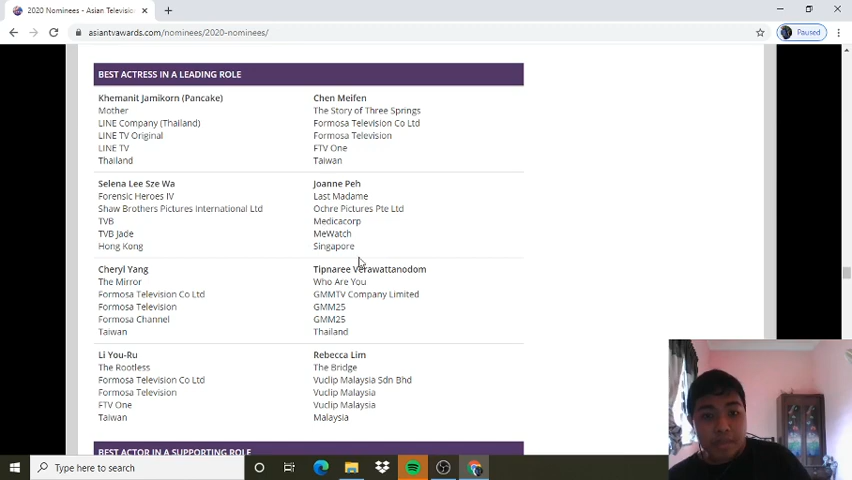 2020 Nominees - Asian Televisio
Paused
asiantvawards.com/nominees/2020-nominees/
BEST ACTRESS IN A LEADING ROLE
Khemanit Jamikorn (Pancake)
Mother
LINE Company (Thailand)
LINE TV Original
LINE TV
Thailand
Chen Meifen
The Story of Three Springs
Formosa Television Co Ltd
Formosa Television
FTV One
Taiwan
Selena Lee Sze Wa
Forensic Heroes IV
Shaw Brothers Pictures International Ltd
TVB
TVB Jade
Hong Kong
Joanne Peh
Last Madame
Ochre Pictures Pte Ltd
Medicacorp
MeWatch
Singapore
Cheryl Yang
The Mirror
Formosa Television Co Ltd
Formosa Television
Formosa Channel
Taiwan
Tipnaree Verawattanodom
Who Are You
GMMTV Company Limited
GMM25
GMM25
Thailand
Li You-Ru
The Rootless
Formosa Television Co Ltd
Formosa Television
FTV One
Taiwan
Rebecca Lim
The Bridge
Vuclip Malaysia Sdn Bhd
Vuclip Malaysia
Vuclip Malaysia
Malaysia
BEST ACTOR IN A SUPPORTING ROLE
Type here to search